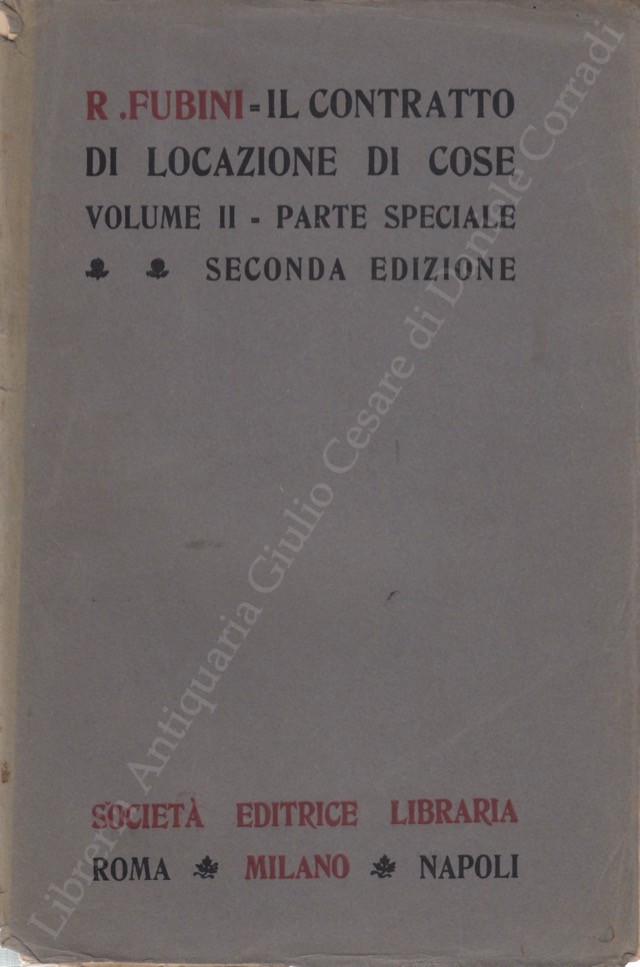 R .FUBINI = IL CONTRATTO
DI LOCAZIONE DI COSE
VOLUME II - PARTE SPECIALE
SECONDA EDIZIONE
SOCIETÀ EDITRICE LIBRARIA
ROMA MILANO NAPOLI
Libreria Antiquaria Giulio Cesare di Daniele Corradi